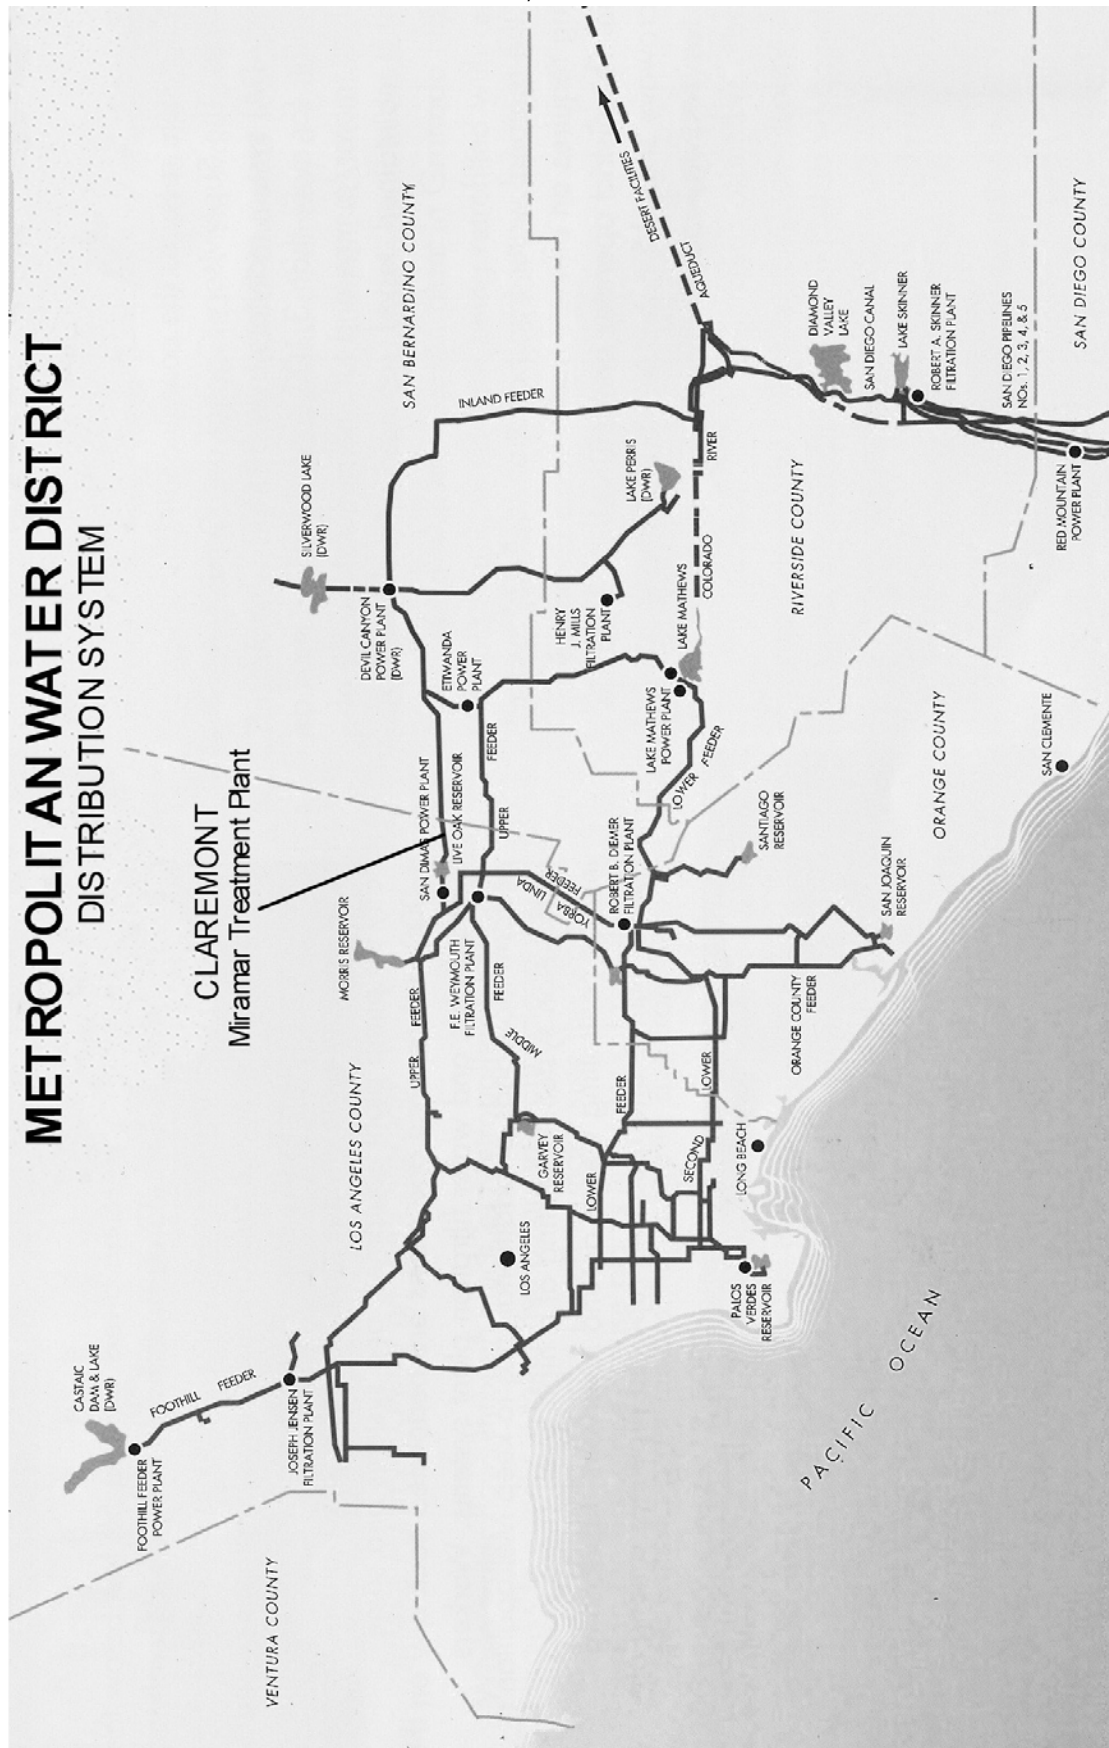 METROPOLITAN WATER DISTRICT
DISTRIBUTION SYSTEM
CLAREMONT
Miramar Treatment Plant
CASTAIC
DAM & LAKE
(DWR)
FOOTHILL FEEDER
POWER PLANT
FOOTHILL FEEDER
JOSEPH JENSEN
FILTRATION PLANT
VENTURA COUNTY
LOS ANGELES COUNTY
MORRIS RESERVOIR
SAN DIMAS POWER PLANT
LIVE OAK RESERVOIR
SILVERWOOD LAKE
(DWR)
DEVIL CANYON
POWER PLANT
(DWR)
ETIWANDA
POWER
PLANT
SAN BERNARDINO COUNTY
INLAND FEEDER
UPPER FEEDER
F.E. WEYMOUTH
FILTRATION PLANT
MIDDLE FEEDER
UPPER FEEDER
YORBA LINDA
FEEDER
HENRY
J. MILLS
FILTRATION
PLANT
LAKE PERRIS
(DWR)
DESERT FACILITIES
COLORADO RIVER AQUEDUCT
LAKE MATHEWS
LAKE MATHEWS
POWER PLANT
LOWER FEEDER
ROBERT B. DIEMER
FILTRATION PLANT
GARVEY
RESERVOIR
LOS ANGELES
LOWER FEEDER
SECOND LOWER
LONG BEACH
PALOS
VERDES
RESERVOIR
SANTIAGO
RESERVOIR
ORANGE COUNTY
FEEDER
SAN JOAQUIN
RESERVOIR
ORANGE COUNTY
RIVERSIDE COUNTY
DIAMOND
VALLEY
LAKE
SAN DIEGO CANAL
LAKE SKINNER
ROBERT A. SKINNER
FILTRATION PLANT
SAN DIEGO PIPELINES
NOs. 1, 2, 3, 4, & 5
RED MOUNTAIN
POWER PLANT
SAN DIEGO COUNTY
SAN CLEMENTE
PACIFIC OCEAN